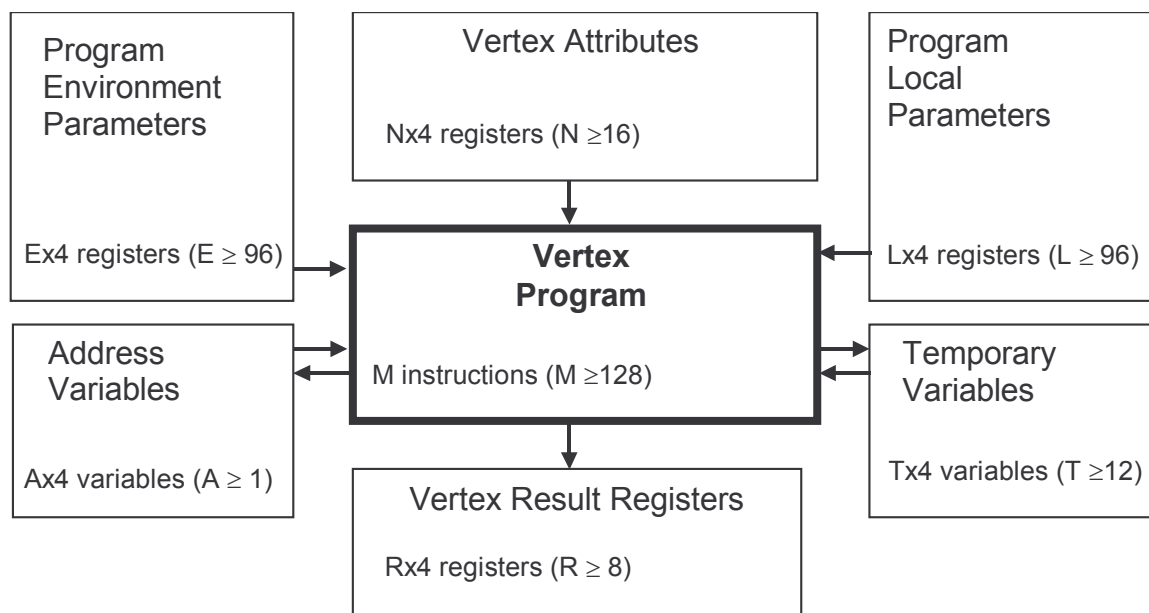 Program
Environment
Parameters
Ex4 registers (E ≥ 96)
Vertex Attributes
Nx4 registers (N ≥16)
Program
Local
Parameters
Lx4 registers (L ≥ 96)
Vertex
Program
M instructions (M ≥128)
Address
Variables
Ax4 variables (A ≥ 1)
Temporary
Variables
Tx4 variables (T ≥12)
Vertex Result Registers
Rx4 registers (R ≥ 8)